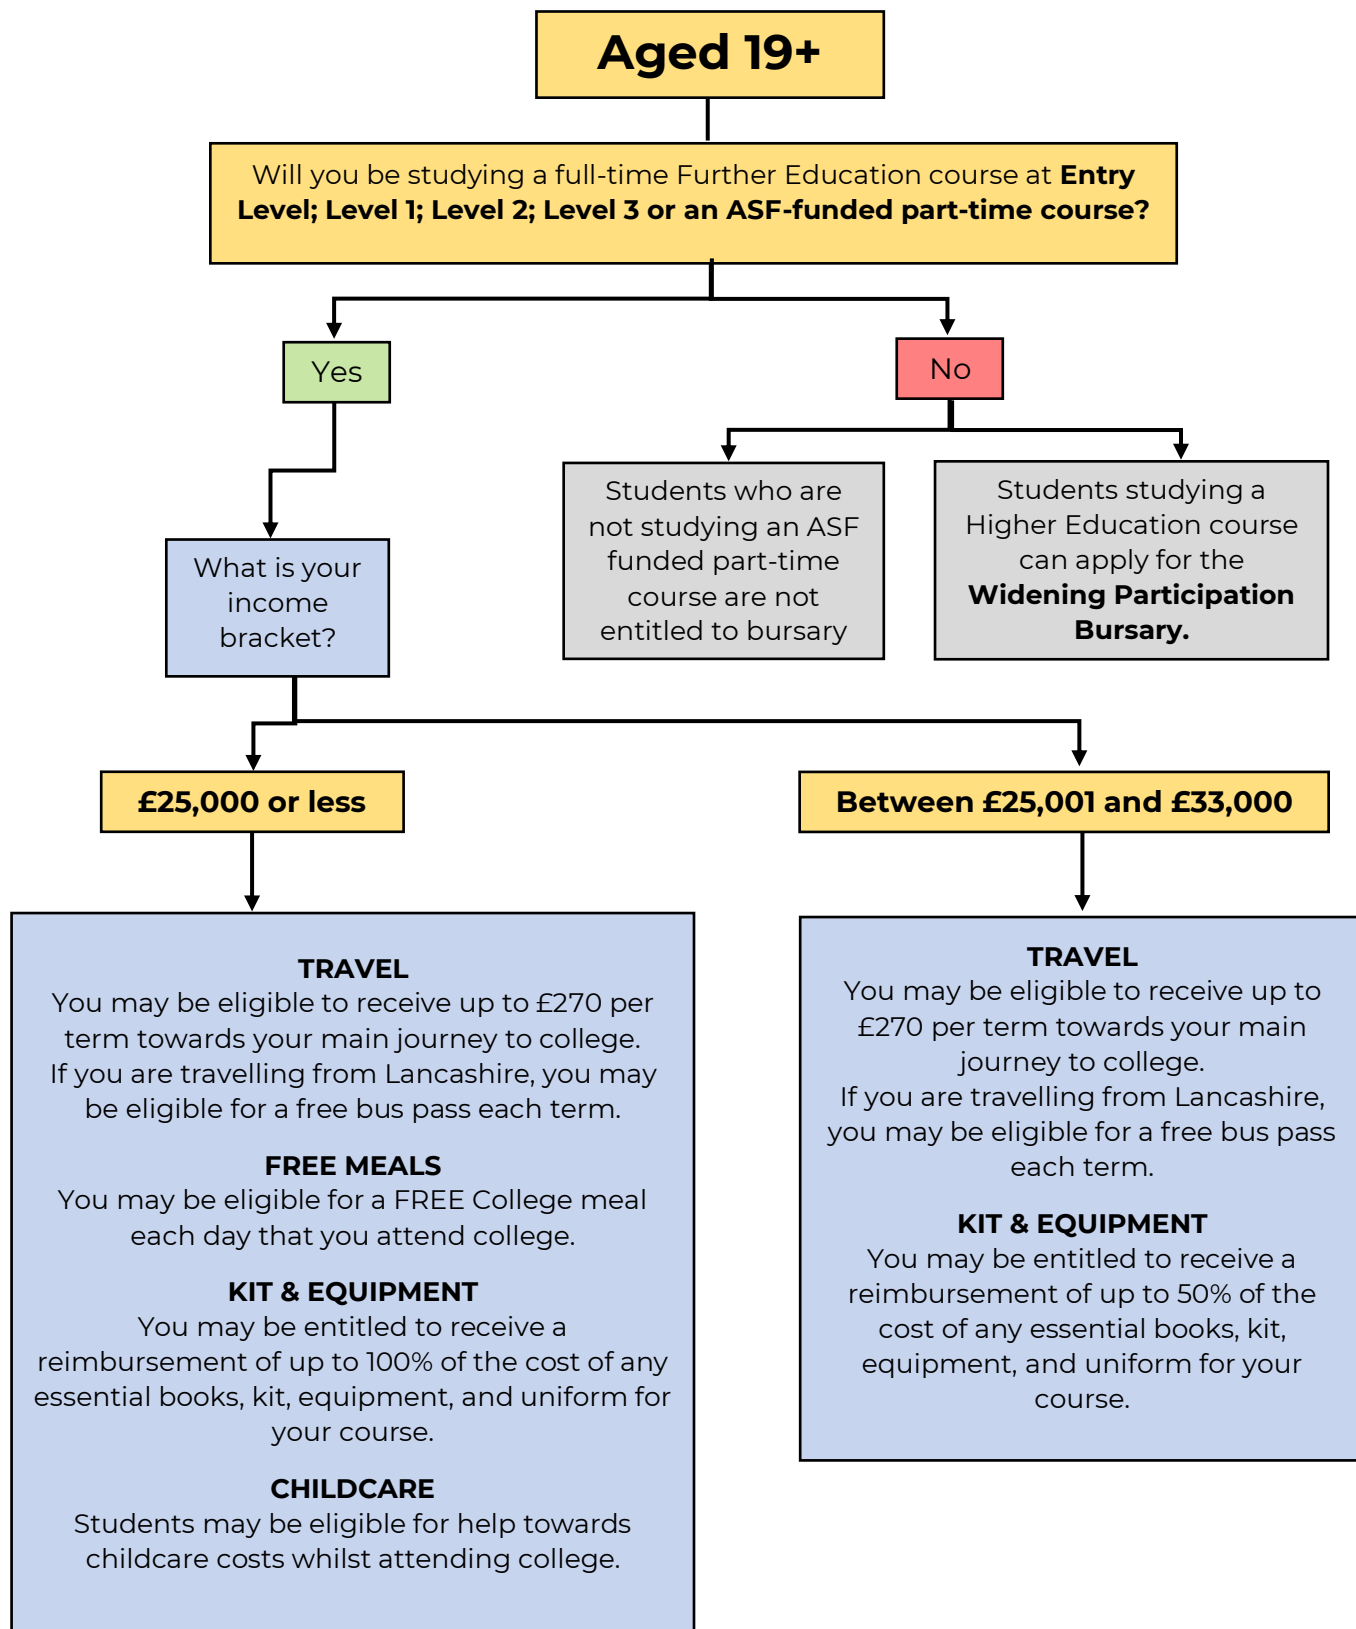 Aged 19+
Will you be studying a full-time Further Education course at Entry
Level; Level 1; Level 2; Level 3 or an ASF-funded part-time course?
Yes
No
Students who are
not studying an ASF
funded part-time
course are not
entitled to bursary
Students studying a
Higher Education course
can apply for the
Widening Participation
Bursary.
What is your
income
bracket?
£25,000 or less
Between £25,001 and £33,000
TRAVEL
You may be eligible to receive up to £270 per
term towards your main journey to college.
If you are travelling from Lancashire, you may
be eligible for a free bus pass each term.
FREE MEALS
You may be eligible for a FREE College meal
each day that you attend college.
KIT & EQUIPMENT
You may be entitled to receive a
reimbursement of up to 100% of the cost of any
essential books, kit, equipment, and uniform for
your course.
CHILDCARE
Students may be eligible for help towards
childcare costs whilst attending college.
TRAVEL
You may be eligible to receive up to
£270 per term towards your main
journey to college.
If you are travelling from Lancashire,
you may be eligible for a free bus pass
each term.
KIT & EQUIPMENT
You may be entitled to receive a
reimbursement of up to 50% of the
cost of any essential books, kit,
equipment, and uniform for your
course.